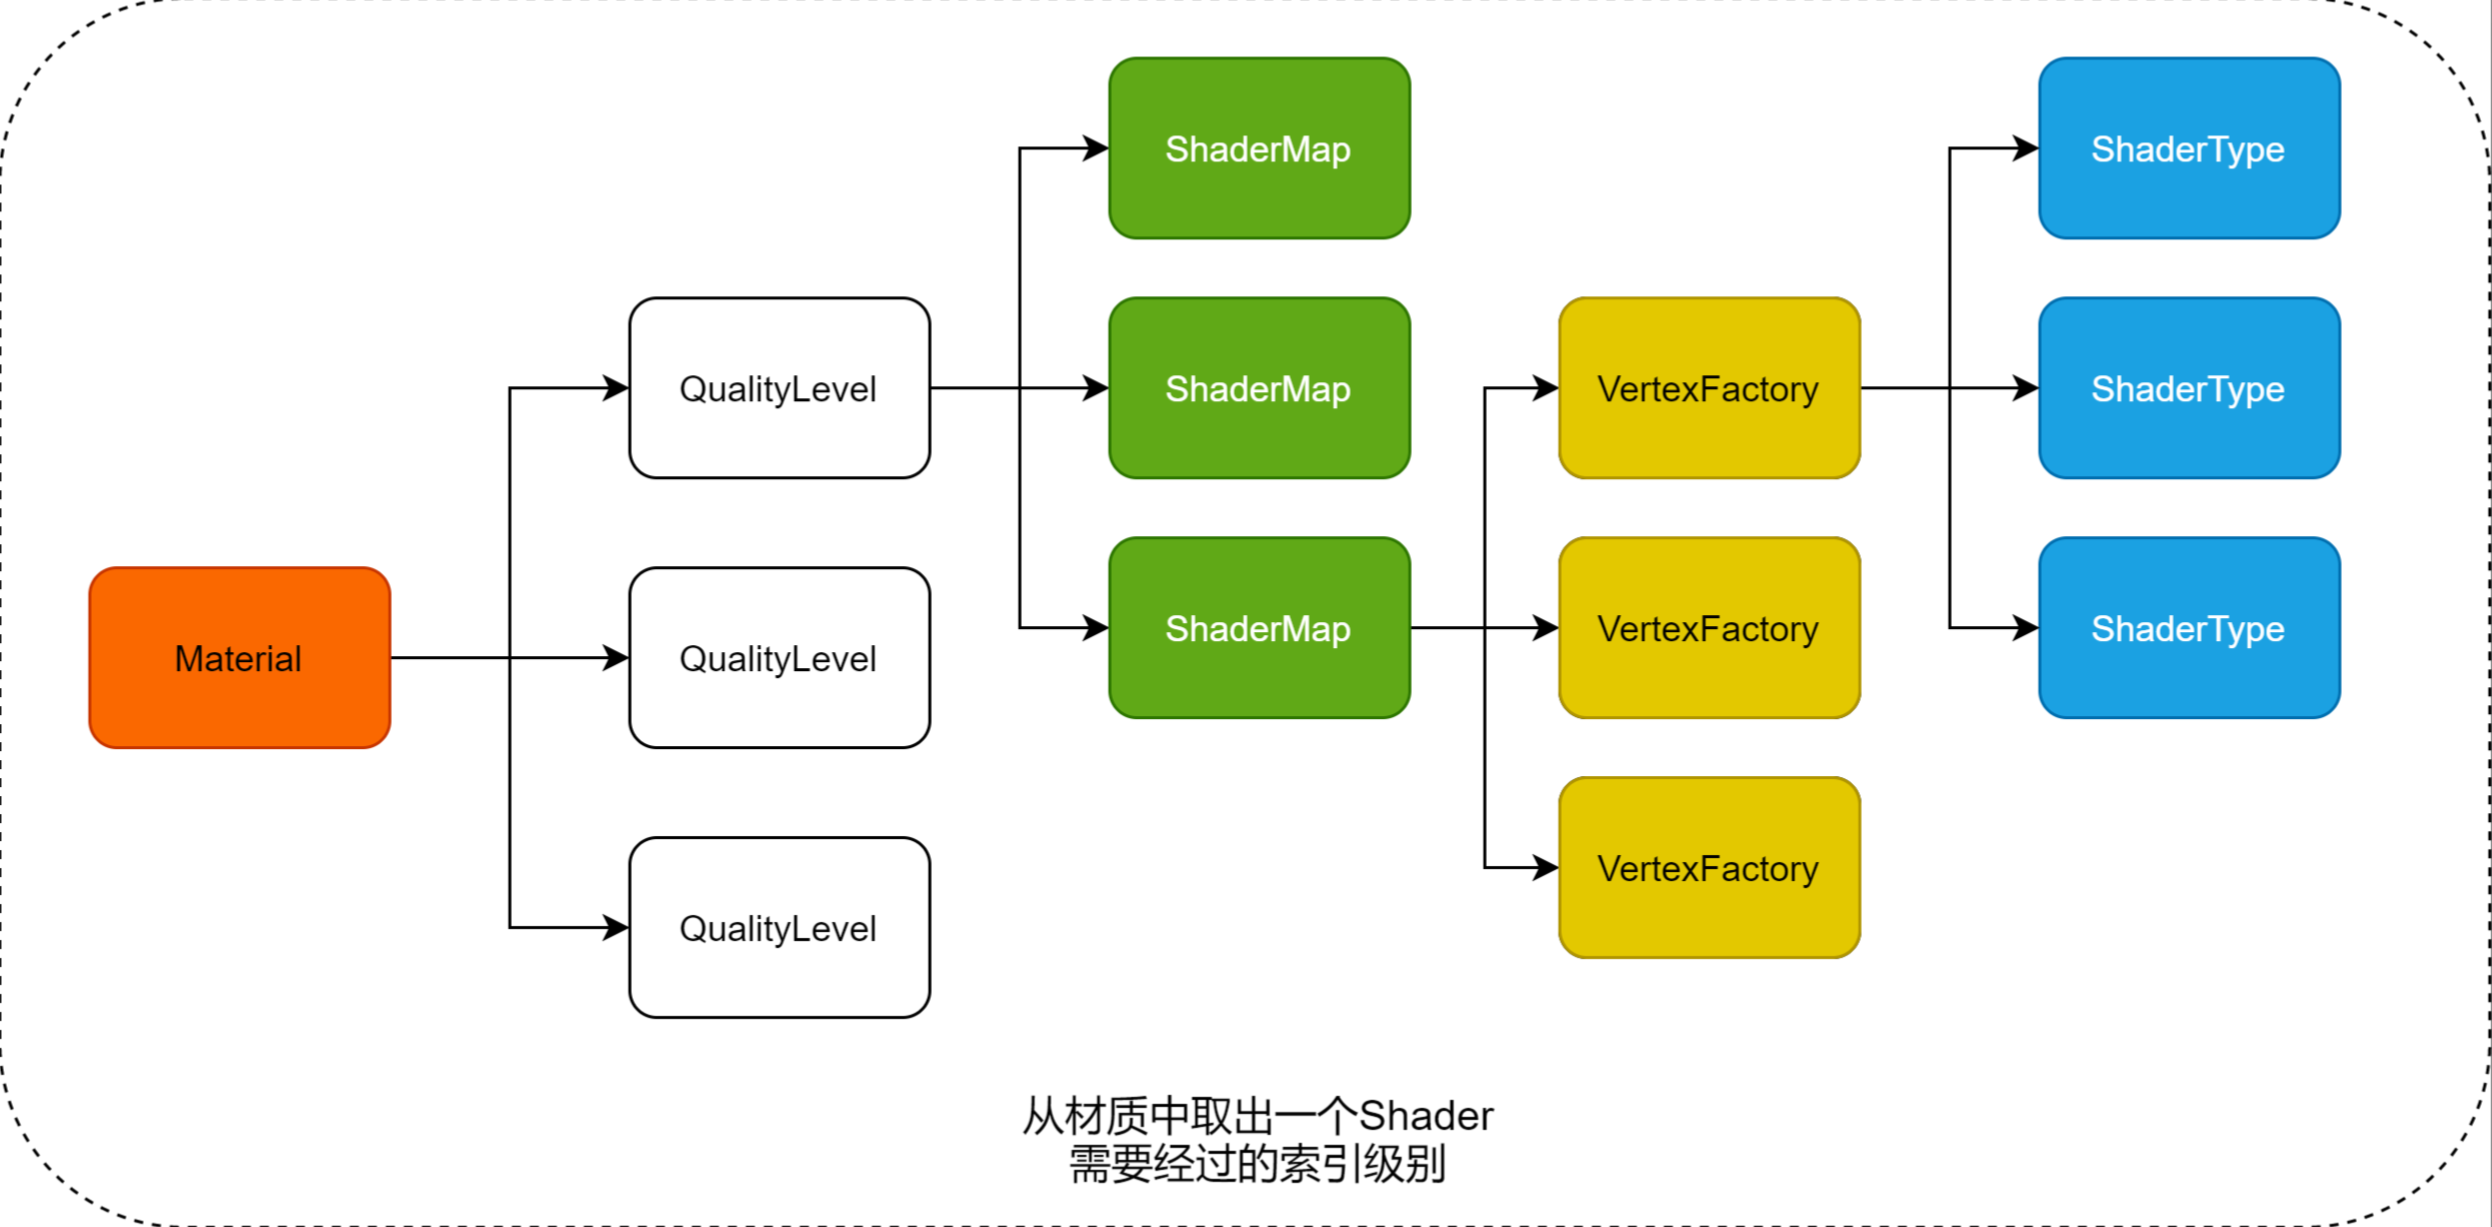 Material
QualityLevel
QualityLevel
QualityLevel
ShaderMap
ShaderMap
ShaderMap
VertexFactory
VertexFactory
VertexFactory
ShaderType
ShaderType
ShaderType
从材质中取出一个Shader
需要经过的索引级别